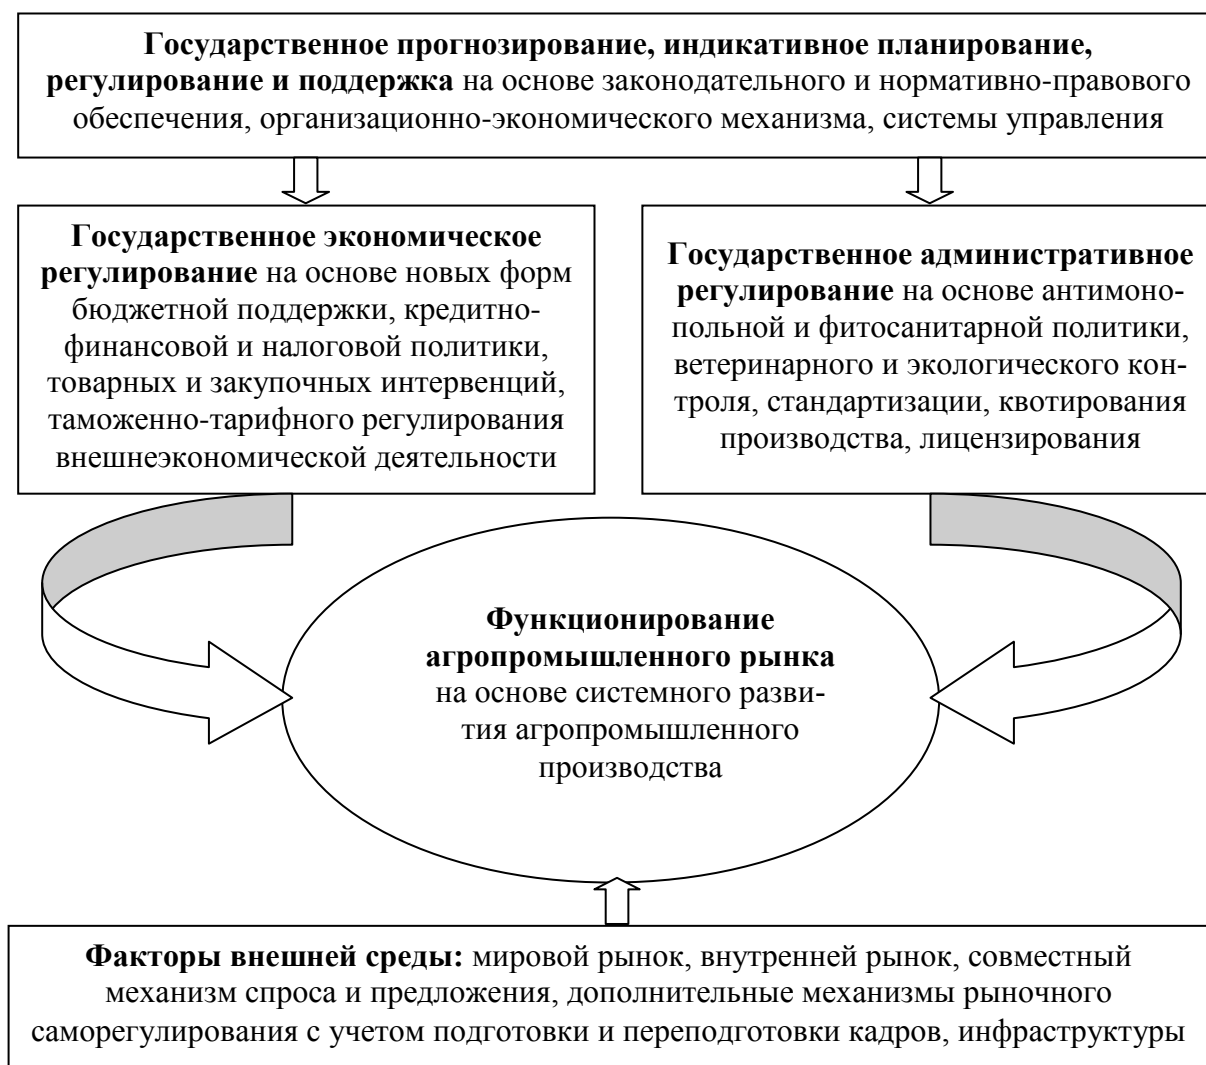 Государственное прогнозирование, индикативное планирование,
регулирование и поддержка на основе законодательного и нормативно-правового
обеспечения, организационно-экономического механизма, системы управления
Государственное экономическое
регулирование на основе новых форм
бюджетной поддержки, кредитно-
финансовой и налоговой политики,
товарных и закупочных интервенций,
таможенно-тарифного регулирования
внешнеэкономической деятельности
Государственное административное
регулирование на основе антимоно-
польной и фитосанитарной политики,
ветеринарного и экологического кон-
троля, стандартизации, квотирования
производства, лицензирования
Функционирование
агропромышленного рынка
на основе системного разви-
тия агропромышленного
производства
Факторы внешней среды: мировой рынок, внутренней рынок, совместный
механизм спроса и предложения, дополнительные механизмы рыночного
саморегулирования с учетом подготовки и переподготовки кадров, инфраструктуры